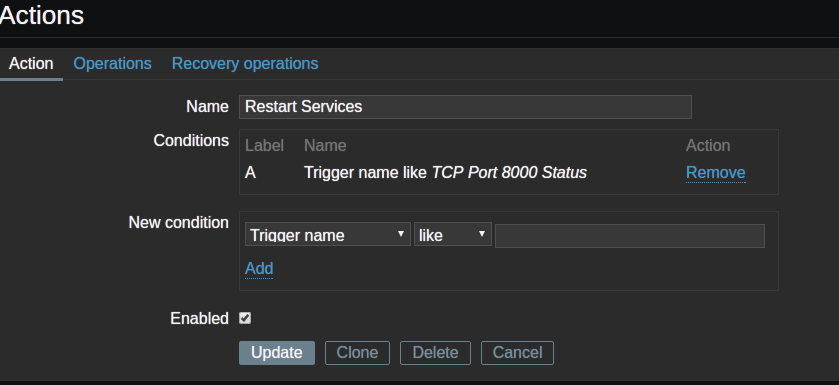 Actions
Action Operations Recovery operations
Name Restart Services
Conditions Label Name Action
A Trigger name like TCP Port 8000 Status Remove
New condition
Trigger name like
Add
Enabled
Update Clone Delete Cancel